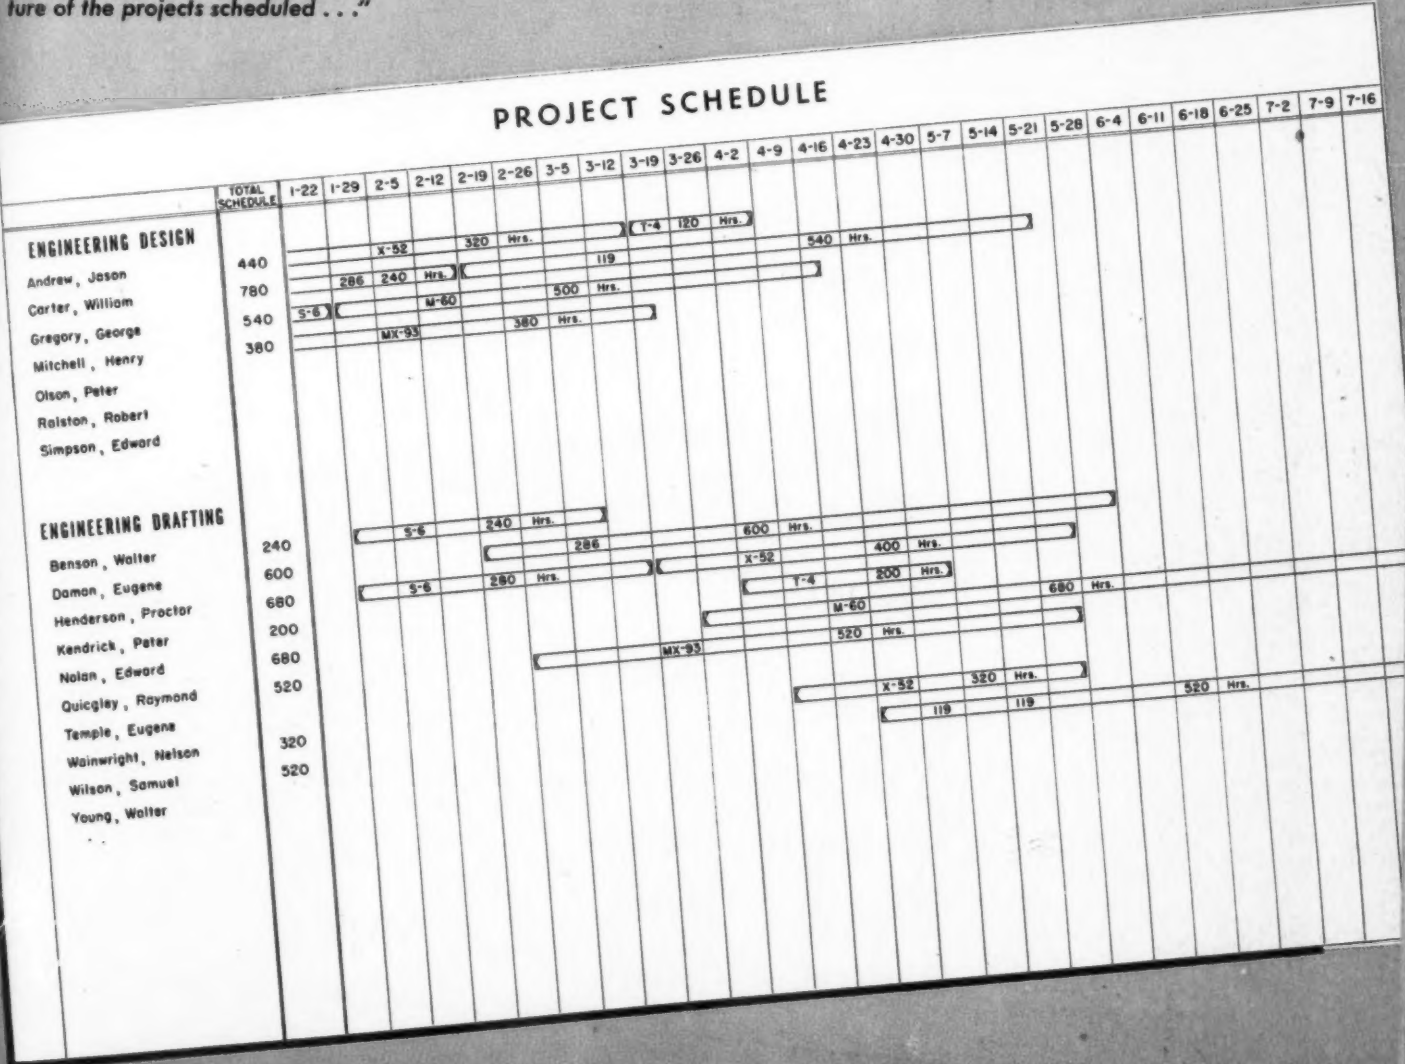 ture of the projects scheduled . . ."
PROJECT SCHEDULE
TOTAL SCHEDULE 1-22 1-29 2-5 2-12 2-19 2-26 3-5 3-12 3-19 3-26 4-2 4-9 4-16 4-23 4-30 5-7 5-14 5-21 5-28 6-4 6-11 6-18 6-25 7-2 7-9 7-16
ENGINEERING DESIGN
Andrew, Jason 440 X-52 320 Hrs. T-4 120 Hrs.
Carter, William 780 286 240 Hrs. 119 540 Hrs.
Gregory, George 540 S-6 M-60 500 Hrs.
Mitchell, Henry 380 MX-93 380 Hrs.
Olson, Peter
Ralston, Robert
Simpson, Edward
ENGINEERING DRAFTING
Benson, Walter 240 S-6 240 Hrs.
Damon, Eugene 600 286 600 Hrs.
Henderson, Proctor 680 S-6 280 Hrs. X-52 400 Hrs.
Kendrick, Peter 200 T-4 200 Hrs.
Nolan, Edward 680 M-60 680 Hrs.
Quicgley, Raymond 520 MX-93 520 Hrs.
Temple, Eugene
Wainwright, Nelson 320 X-52 320 Hrs.
Wilson, Samuel 520 119 119 520 Hrs.
Young, Walter